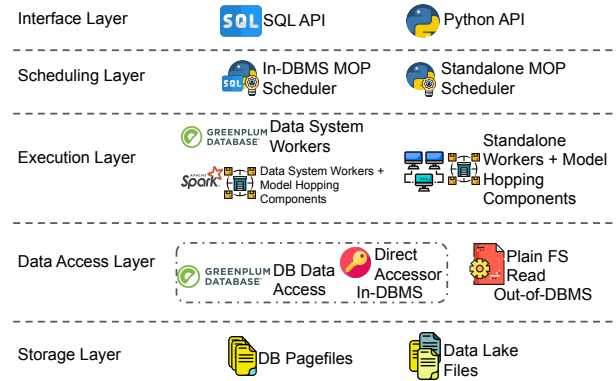 Interface Layer
SQL
SQL API
Python API
Scheduling Layer
SQL
In-DBMS MOP
Scheduler
Standalone MOP
Scheduler
Execution Layer
GREENPLUM
DATABASE
Data System
Workers
APACHE
Spark
Data System Workers +
Model Hopping
Components
Standalone
Workers + Model
Hopping
Components
Data Access Layer
GREENPLUM
DATABASE
DB Data
Access
Direct
Accessor
In-DBMS
Plain FS
Read
Out-of-DBMS
Storage Layer
DB Pagefiles
Data Lake
Files